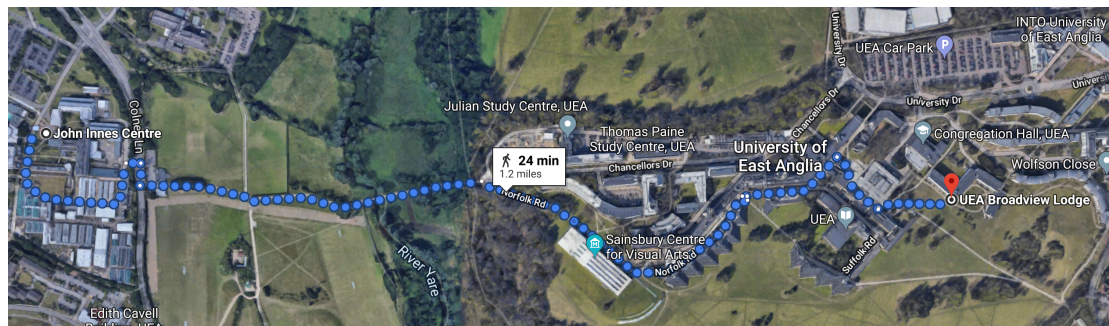 INTO University
of East Anglia
University Dr
UEA Car Park
P
University
University Dr
Colney Ln
John Innes Centre
Julian Study Centre, UEA
Thomas Paine
Study Centre, UEA
Chancellors Dr
Chancellors Dr
Congregation Hall, UEA
University of
East Anglia
Wolfson Close
24 min
1.2 miles
Norfolk Rd
UEA Broadview Lodge
UEA
Suffolk Rd
Sainsbury Centre
for Visual Arts
Norfolk Rd
River Yare
Edith Cavell